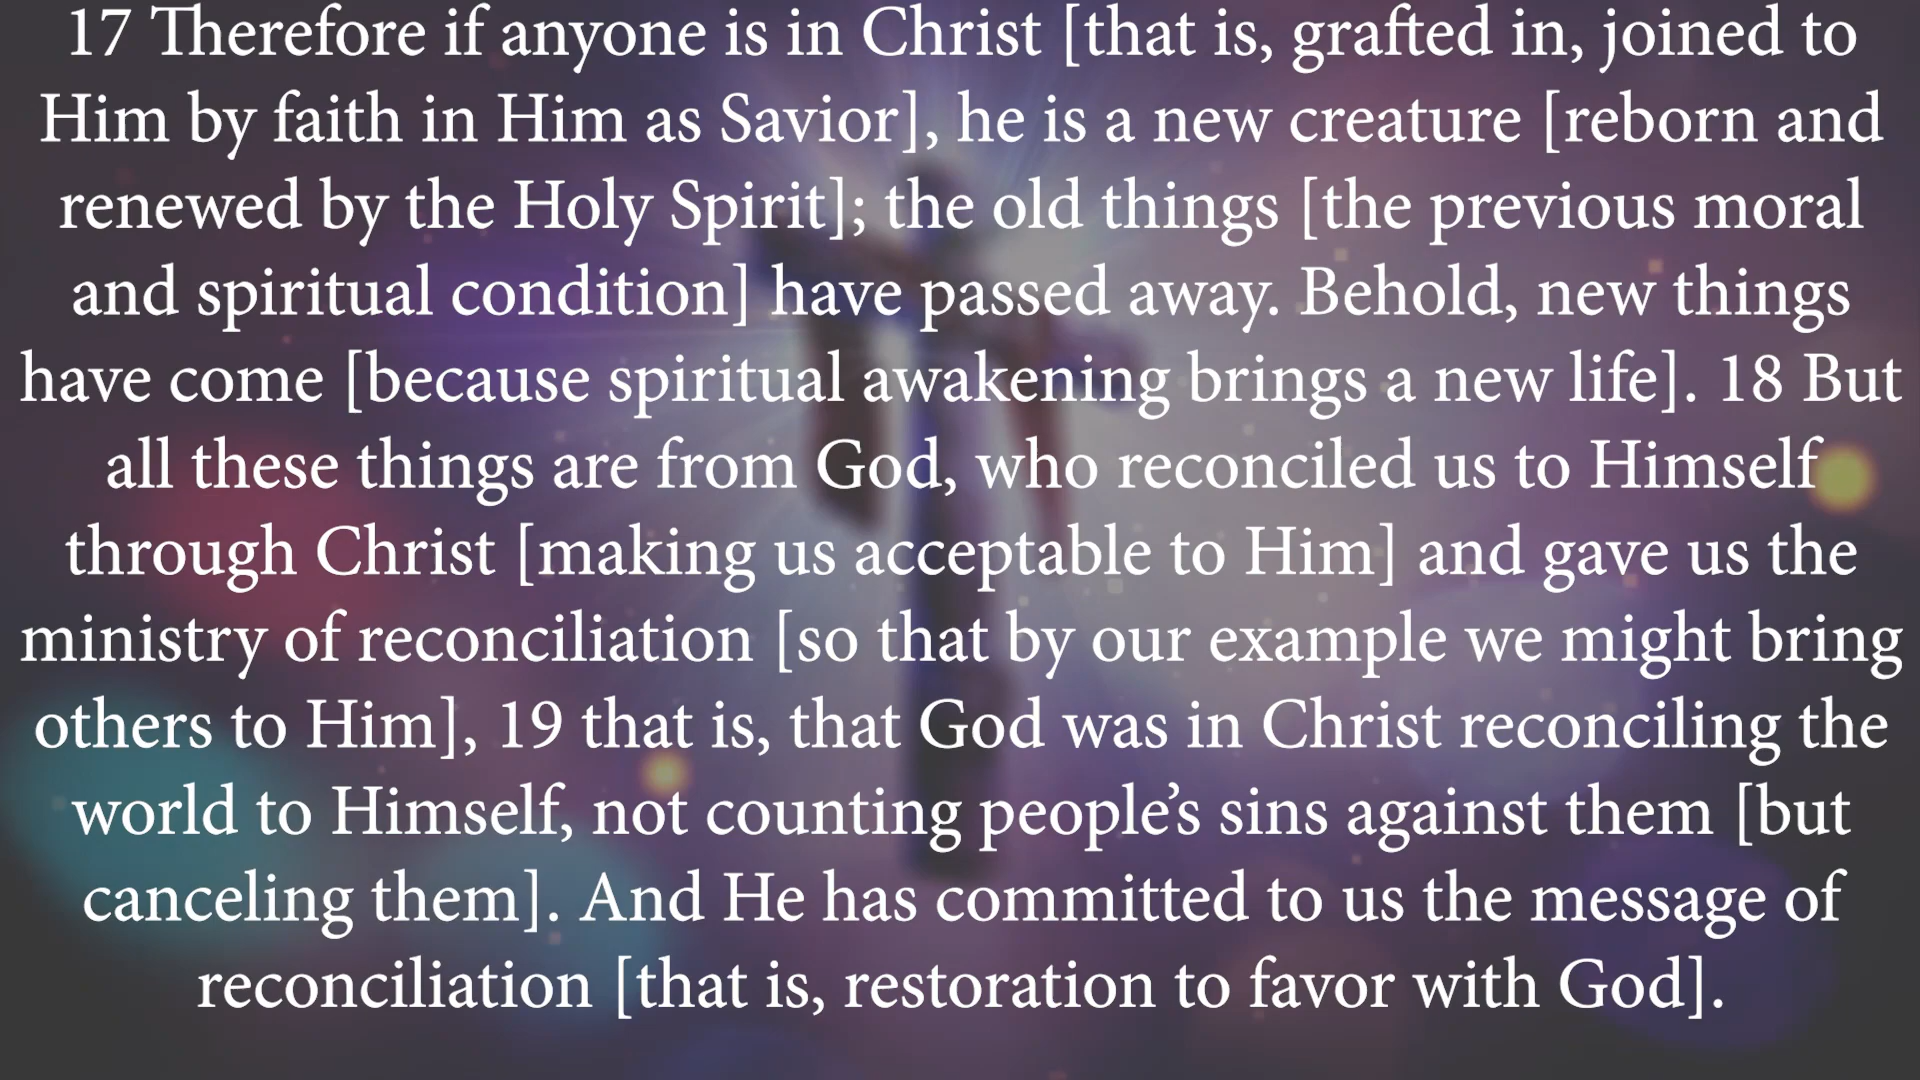 17 Therefore if anyone is in Christ [that is, grafted in, joined to
Him by faith in Him as Savior], he is a new creature [reborn and
renewed by the Holy Spirit]; the old things [the previous moral
and spiritual condition] have passed away. Behold, new things
have come [because spiritual awakening brings a new life]. 18 But
all these things are from God, who reconciled us to Himself
through Christ [making us acceptable to Him] and gave us the
ministry of reconciliation [so that by our example we might bring
others to Him], 19 that is, that God was in Christ reconciling the
world to Himself, not counting people’s sins against them [but
canceling them]. And He has committed to us the message of
reconciliation [that is, restoration to favor with God].